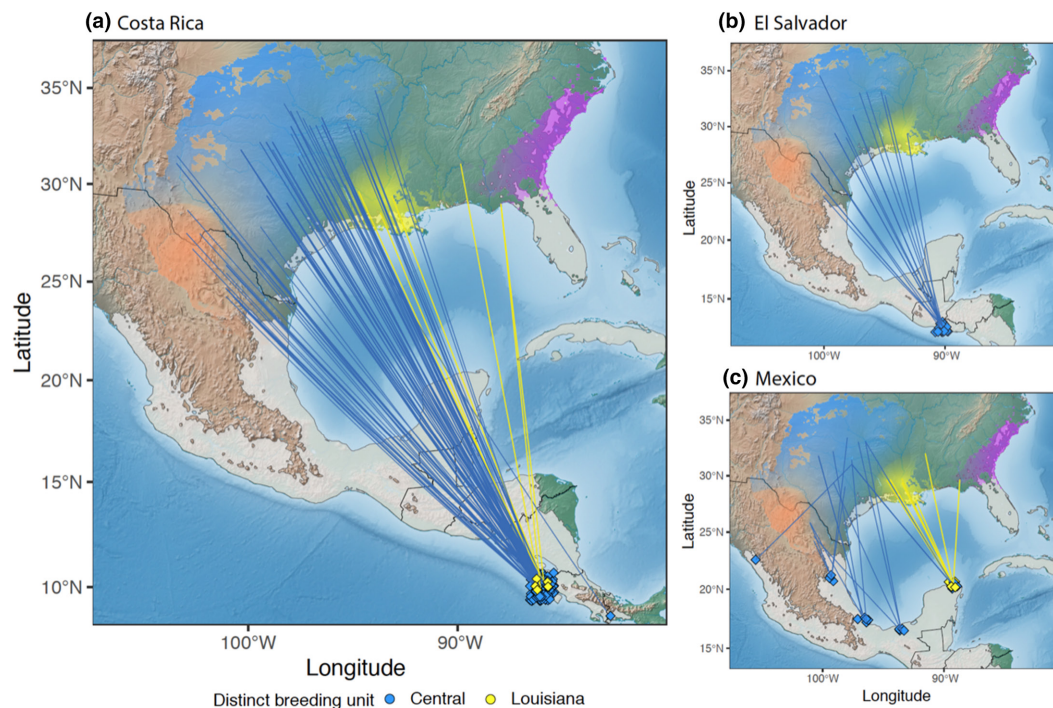 (a) Costa Rica
35°N
30°N
25°N
20°N
15°N
10°N
Latitude
100°W
90°W
Longitude
(b) El Salvador
35°N
30°N
25°N
20°N
15°N
Latitude
100°W
90°W
(c) Mexico
35°N
30°N
25°N
20°N
15°N
Latitude
100°W
90°W
Longitude
Distinct breeding unit Central Louisiana